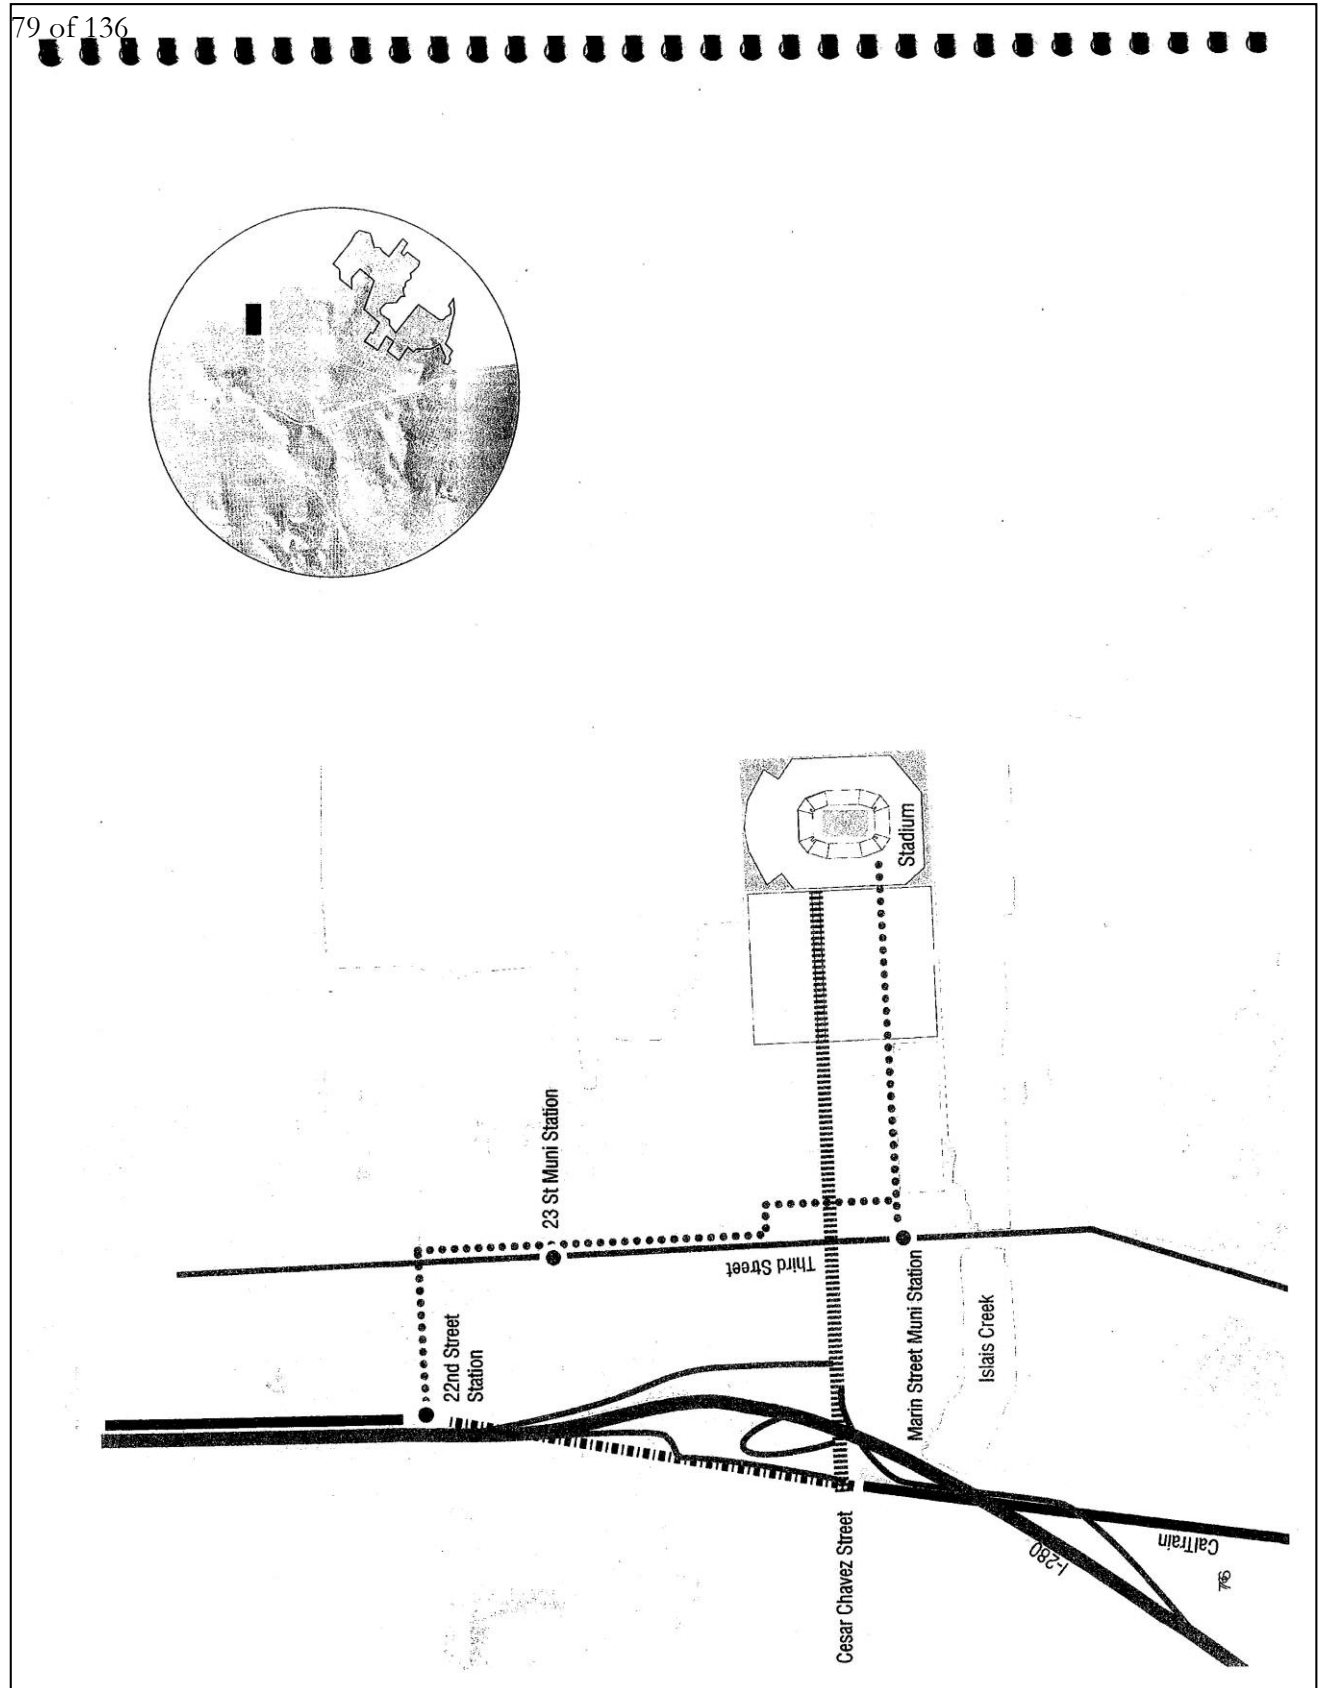 79 of 136
Stadium
23 St Muni Station
Third Street
22nd Street
Station
Marin Street Muni Station
Islais Creek
Cesar Chavez Street
I-280
CalTrain